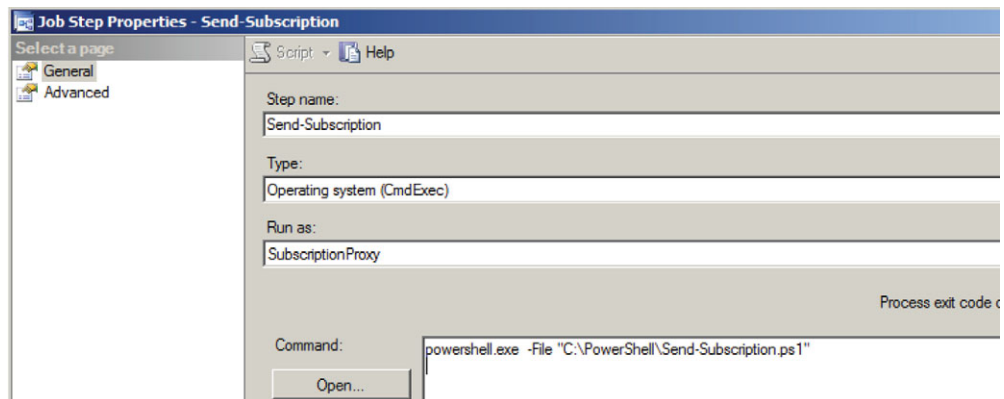 Job Step Properties - Send-Subscription
Select a page
General
Advanced
Script
Help
Step name:
Send-Subscription
Type:
Operating system (CmdExec)
Run as:
SubscriptionProxy
Process exit code
Command:
powershell.exe  -File "C:\PowerShell\Send-Subscription.ps1"
Open...